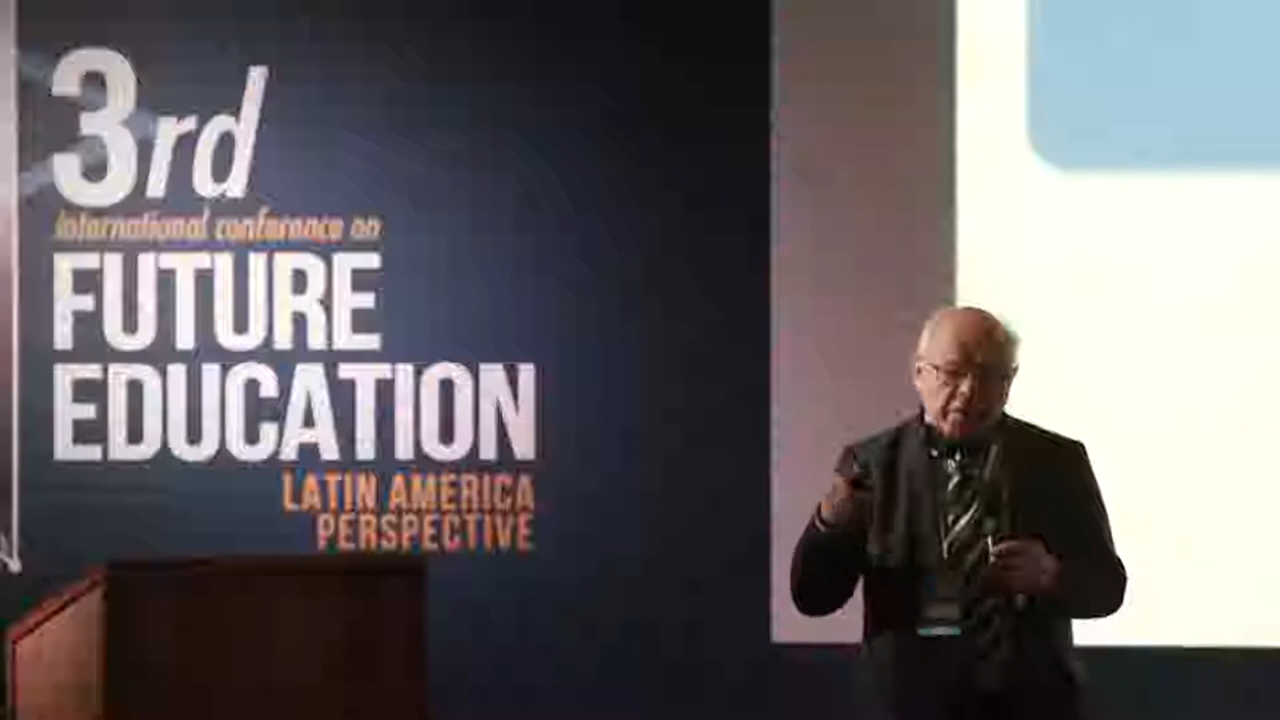 3rd
international conference on
FUTURE
EDUCATION
LATIN AMERICA
PERSPECTIVE